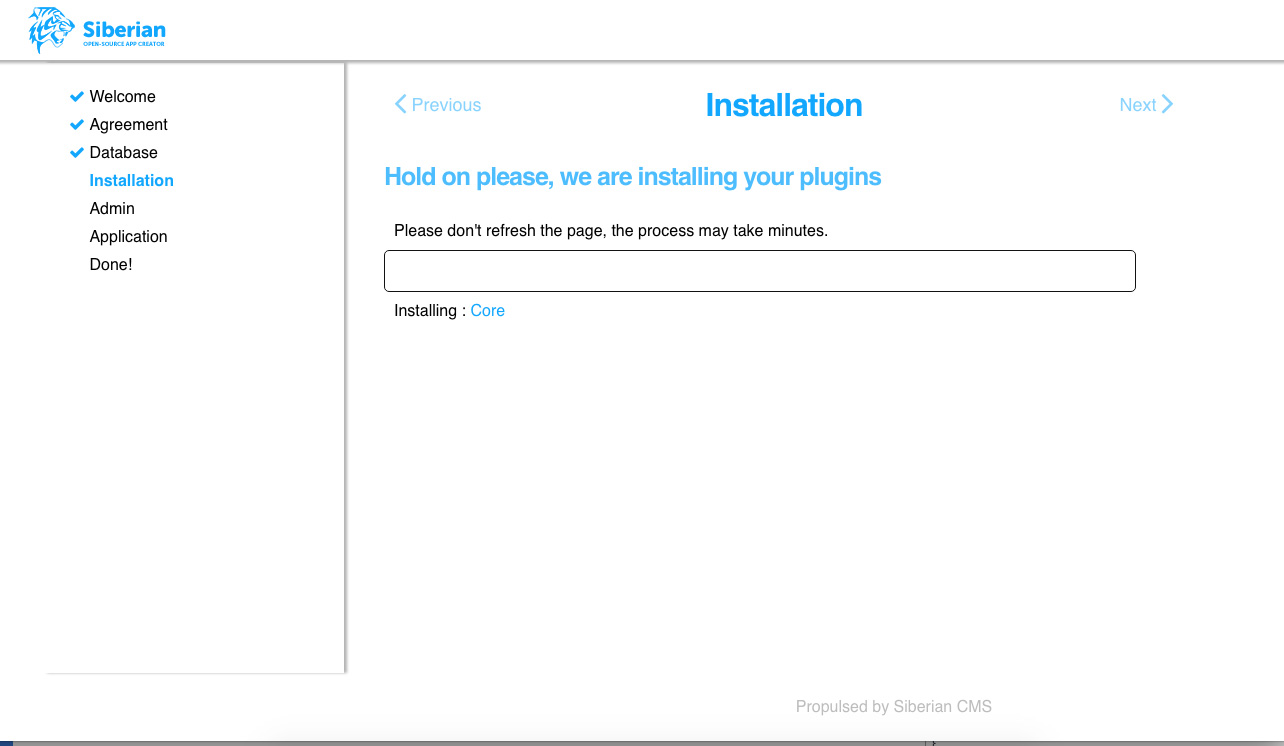 Siberian
OPEN-SOURCE APP CREATOR
Welcome
Agreement
Database
Installation
Admin
Application
Done!
Previous
Installation
Next
Hold on please, we are installing your plugins
Please don't refresh the page, the process may take minutes.
Installing : Core
Propulsed by Siberian CMS